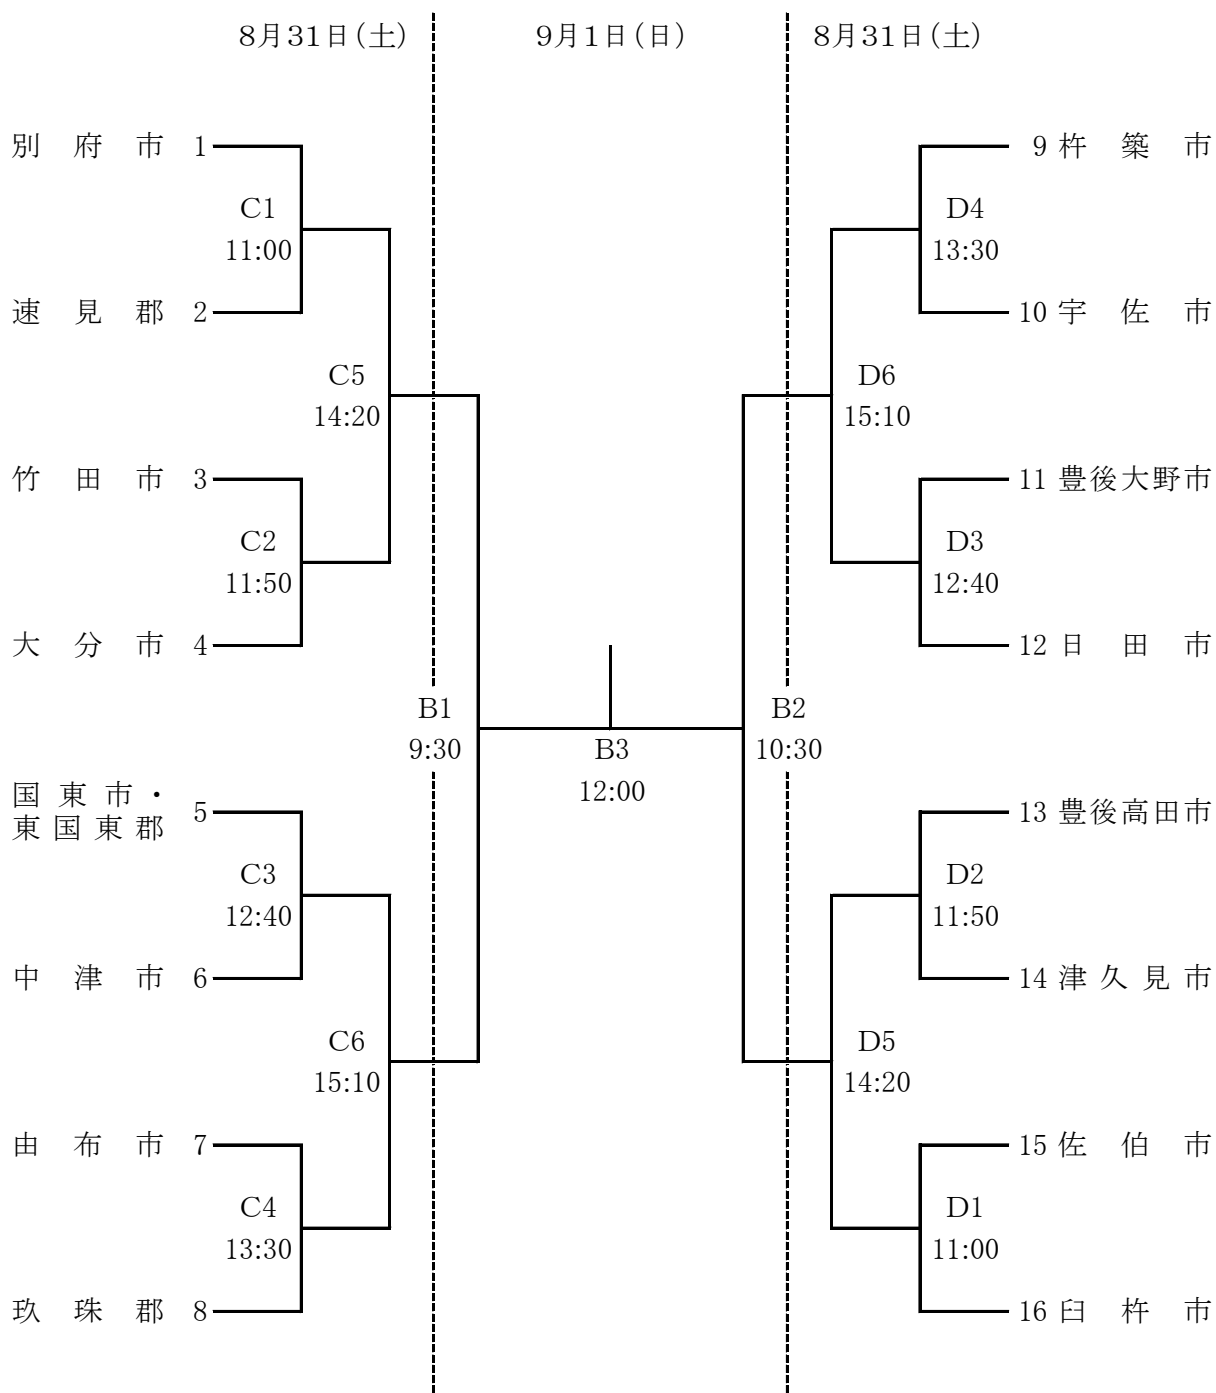 8月31日(土)
9月1日(日)
8月31日(土)
別府市 1
C1
11:00
速見郡 2
C5
14:20
竹田市 3
C2
11:50
大分市 4
B1
9:30
国東市・
東国東郡 5
C3
12:40
中津市 6
C6
15:10
由布市 7
C4
13:30
玖珠郡 8
B3
12:00
9 杵築市
D4
13:30
10 宇佐市
D6
15:10
11 豊後大野市
D3
12:40
12 日田市
B2
10:30
13 豊後高田市
D2
11:50
14 津久見市
D5
14:20
15 佐伯市
D1
11:00
16 臼杵市